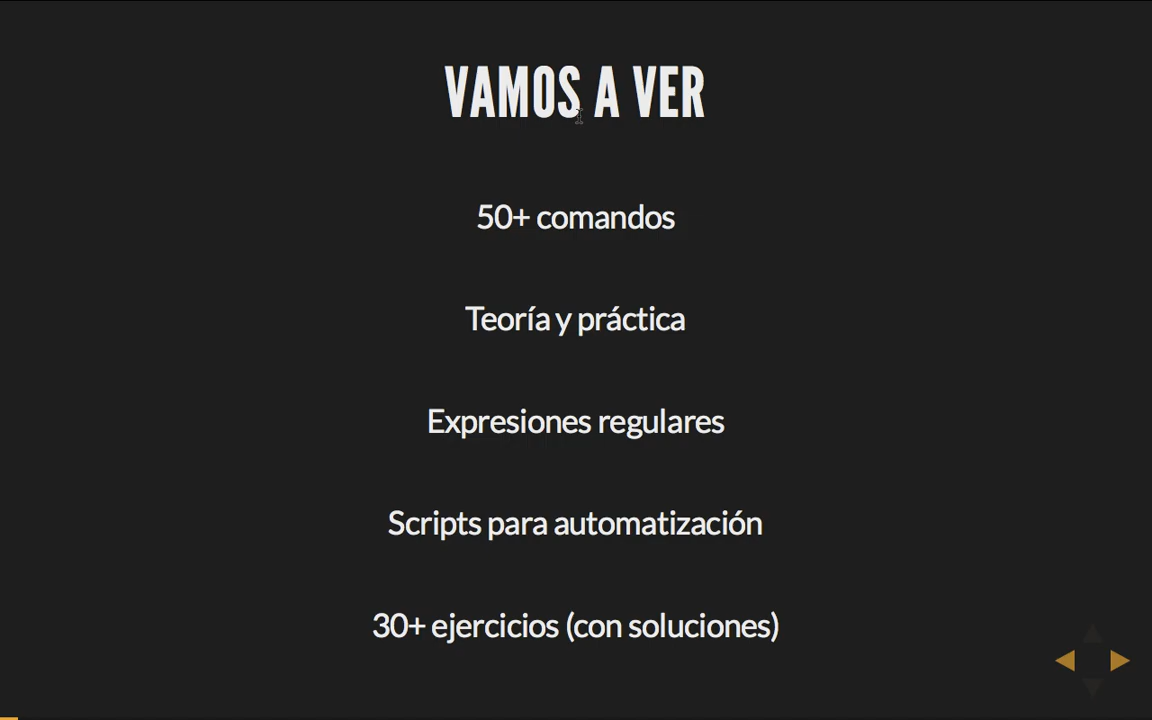 VAMOS A VER
50+ comandos
Teoría y práctica
Expresiones regulares
Scripts para automatización
30+ ejercicios (con soluciones)